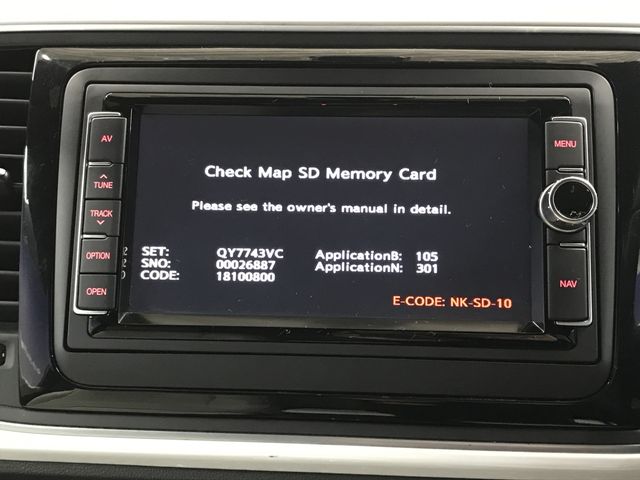 Check Map SD Memory Card
Please see the owner's manual in detail.
SET: QY7743VC ApplicationB: 105
SNO: 00026887 ApplicationN: 301
CODE: 18100800
E-CODE: NK-SD-10
AV
TUNE
TRACK
OPTION
OPEN
MENU
NAV